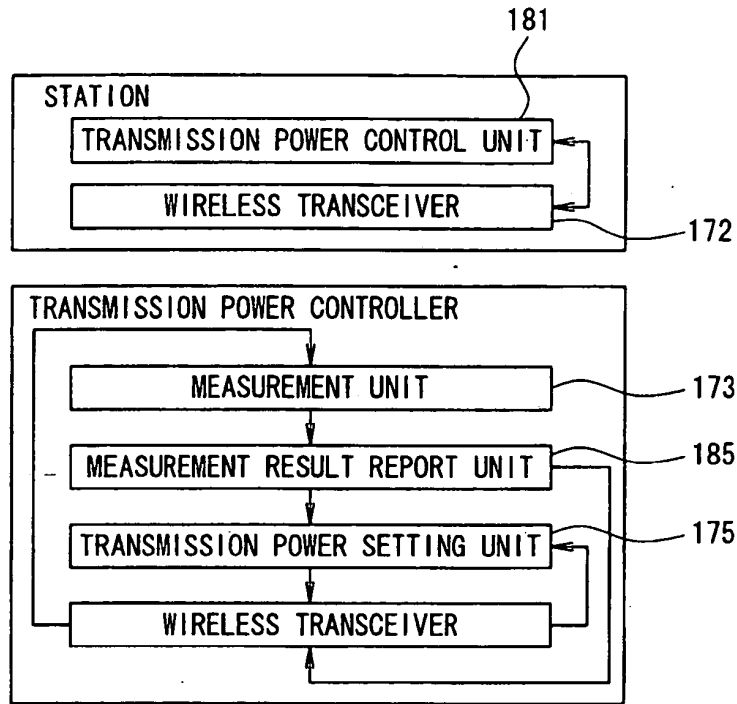 181
STATION
TRANSMISSION POWER CONTROL UNIT
WIRELESS TRANSCEIVER
172
TRANSMISSION POWER CONTROLLER
MEASUREMENT UNIT
173
MEASUREMENT RESULT REPORT UNIT
185
TRANSMISSION POWER SETTING UNIT
175
WIRELESS TRANSCEIVER